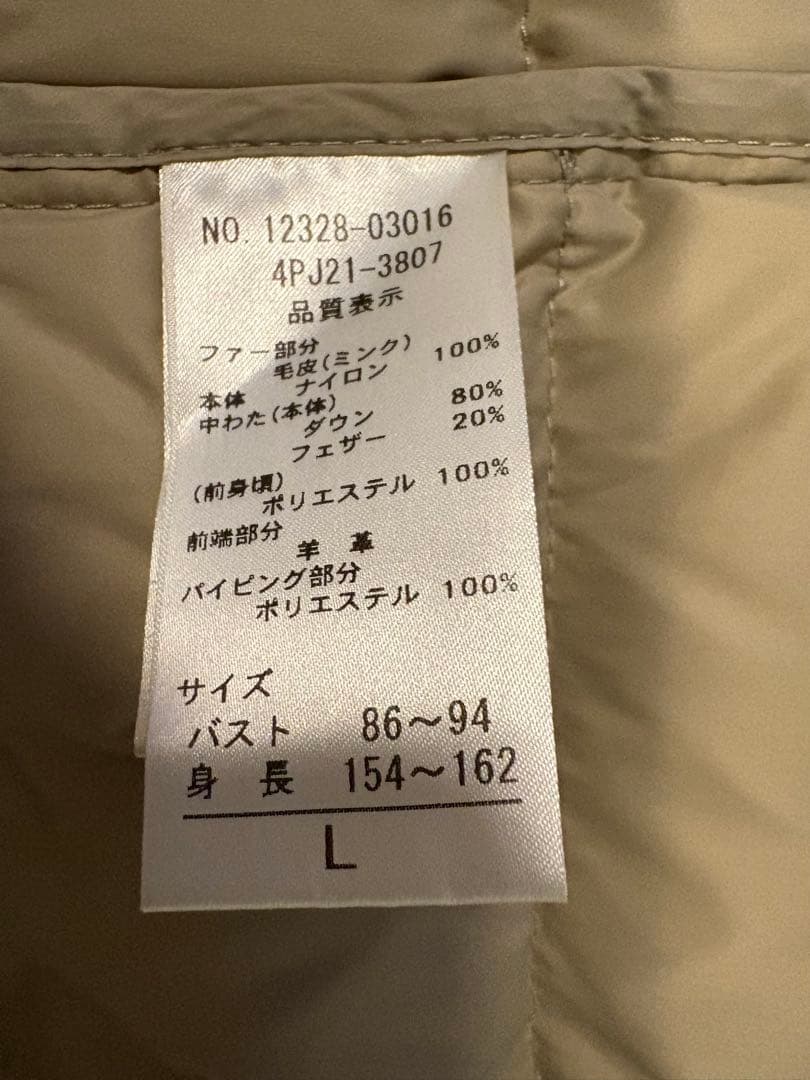 NO. 12328-03016
4PJ21-3807
品質表示
ファー部分
毛皮(ミンク)
本体 ナイロン 100%
中わた(本体)
ダウン 80%
フェザー 20%
(前身頃)
ポリエステル 100%
前端部分
羊 革
パイピング部分
ポリエステル 100%
サイズ
バスト 86～94
身 長 154～162
L